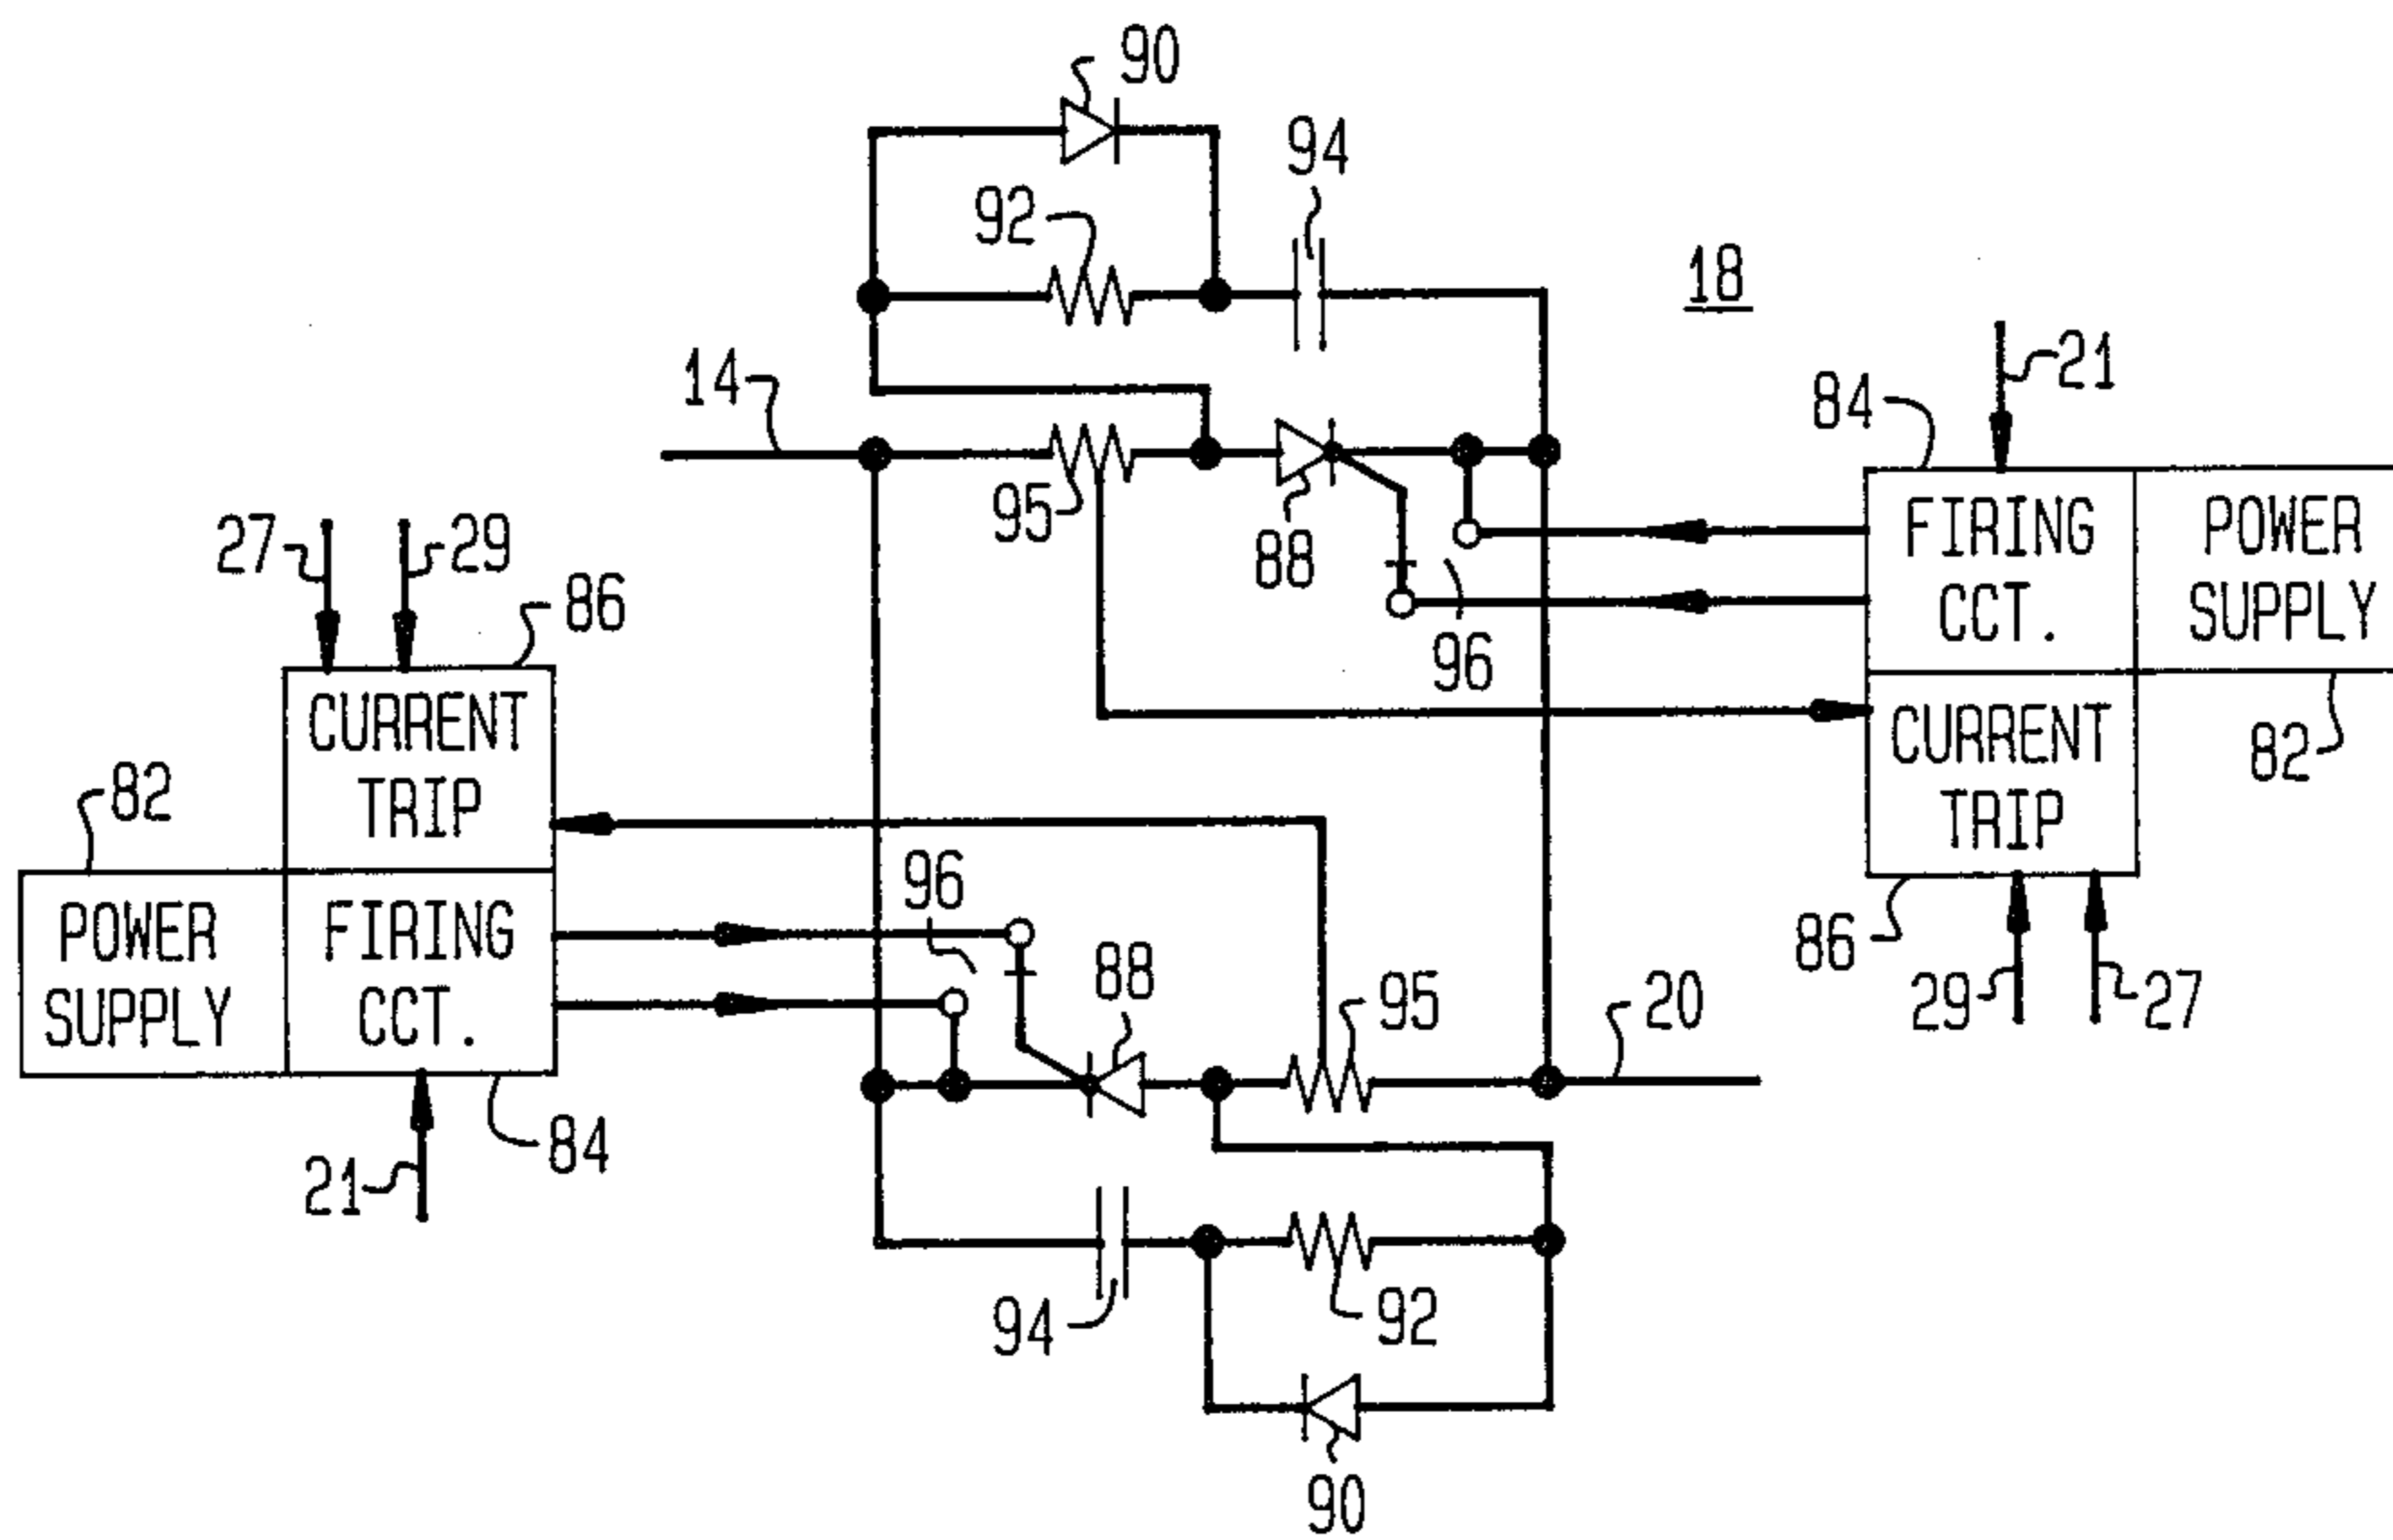 90
94
92
18
14
21
84
95
88
FIRING
CCT.
POWER
SUPPLY
27
29
86
96
CURRENT
TRIP
82
CURRENT
TRIP
82
96
88
95
20
86
29
27
POWER
SUPPLY
FIRING
CCT.
21
84
94
92
90